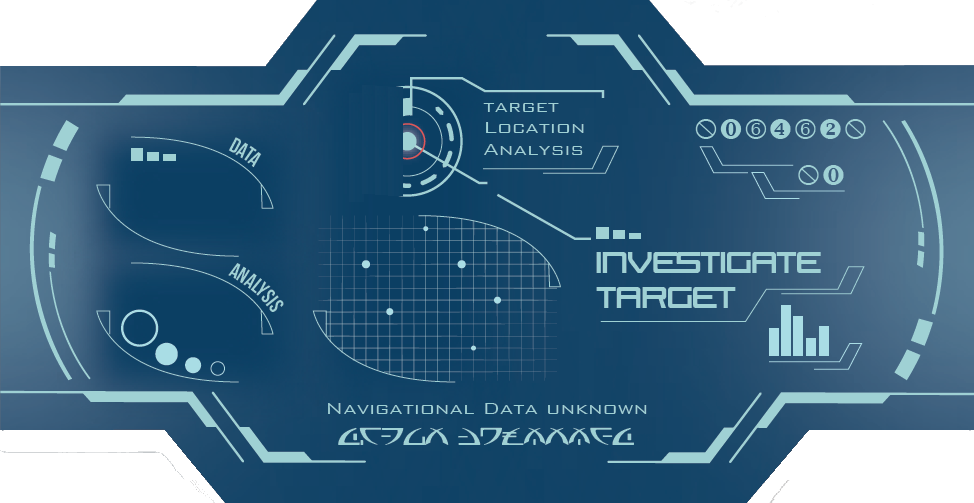 DATA
ANALYSIS
TARGET
LOCATION
ANALYSIS
0 6 4 6 2
0
INVESTIGATE
TARGET
NAVIGATIONAL DATA UNKNOWN